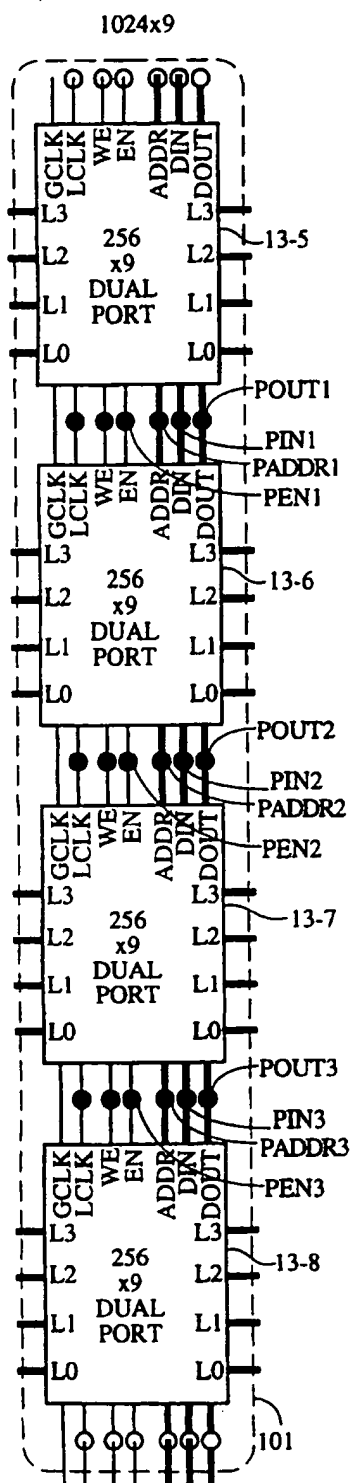 1024x9
GCLK LCLK WE EN ADDR DIN DOUT
L3 L3
13-5
L2 L2
L1 L1
L0 L0
256
x9
DUAL
PORT
POUT1
PIN1
PADDR1
PEN1
GCLK LCLK WE EN ADDR DIN DOUT
L3 L3
13-6
L2 L2
L1 L1
L0 L0
256
x9
DUAL
PORT
POUT2
PIN2
PADDR2
PEN2
GCLK LCLK WE EN ADDR DIN DOUT
L3 L3
13-7
L2 L2
L1 L1
L0 L0
256
x9
DUAL
PORT
POUT3
PIN3
PADDR3
PEN3
GCLK LCLK WE EN ADDR DIN DOUT
L3 L3
13-8
L2 L2
L1 L1
L0 L0
256
x9
DUAL
PORT
101